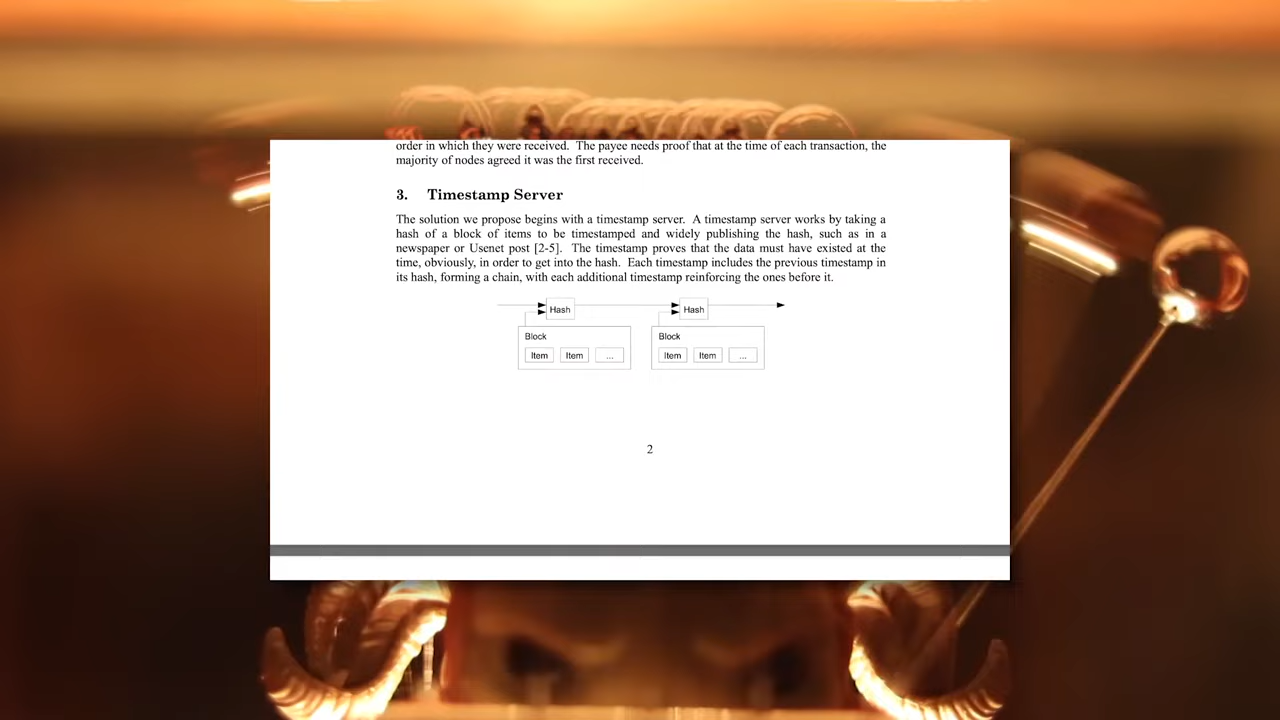 order in which they were received. The payee needs proof that at the time of each transaction, the
majority of nodes agreed it was the first received.
3. Timestamp Server
The solution we propose begins with a timestamp server. A timestamp server works by taking a
hash of a block of items to be timestamped and widely publishing the hash, such as in a
newspaper or Usenet post [2-5]. The timestamp proves that the data must have existed at the
time, obviously, in order to get into the hash. Each timestamp includes the previous timestamp in
its hash, forming a chain, with each additional timestamp reinforcing the ones before it.
Hash Hash
Block Block
Item Item ... Item Item ...
2